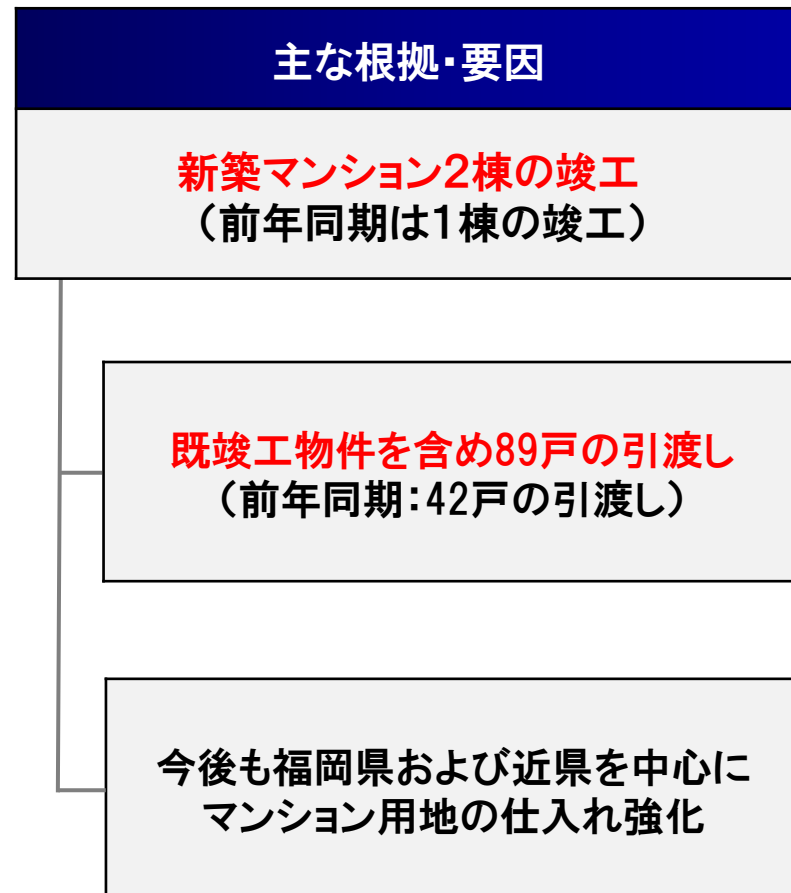 主な根拠・要因
新築マンション2棟の竣工
（前年同期は1棟の竣工）
既竣工物件を含め89戸の引渡し
（前年同期：42戸の引渡し）
今後も福岡県および近県を中心に
マンション用地の仕入れ強化